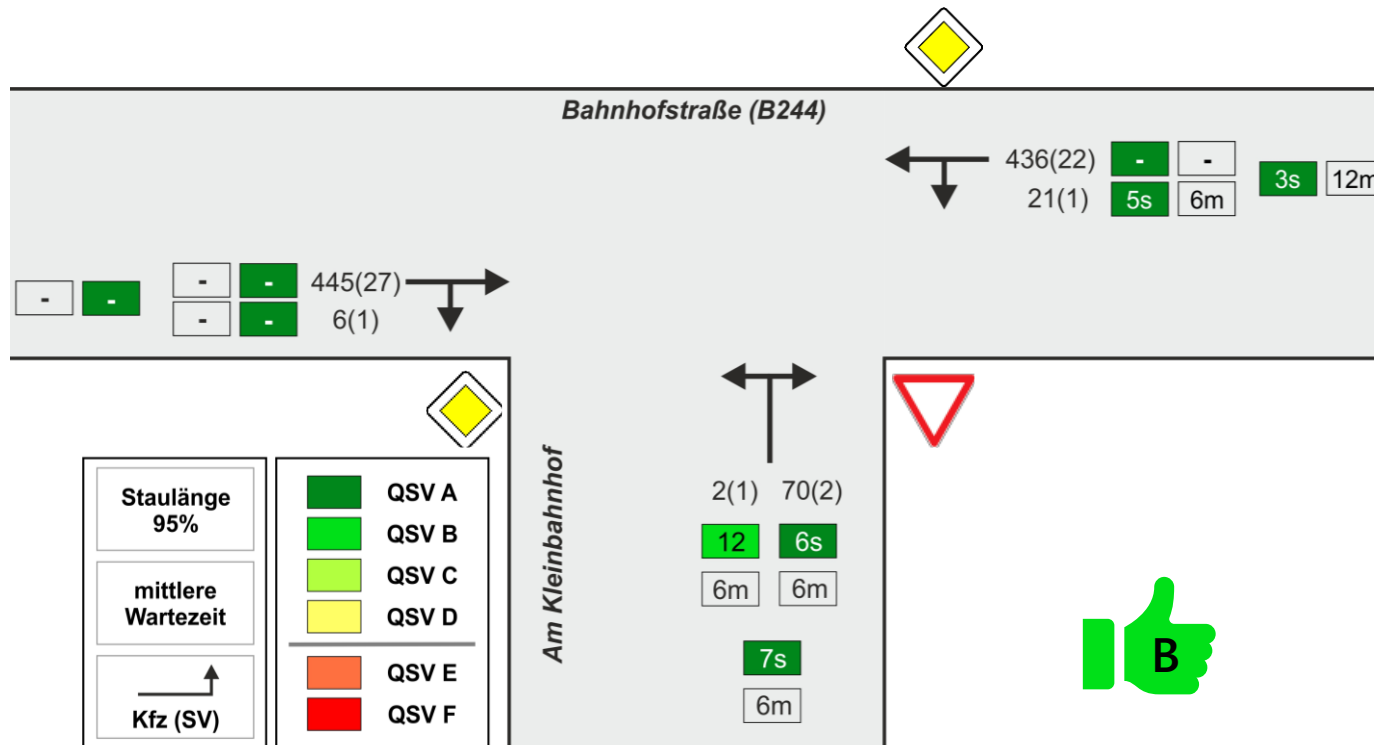 Bahnhofstraße (B244)
436(22) - -
3s 12m
21(1) 5s 6m
- - 445(27)
- -
- - 6(1)
Am Kleinbahnhof
2(1) 70(2)
12 6s
6m 6m
7s
6m
Staulänge
95%
mittlere
Wartezeit
Kfz (SV)
QSV A
QSV B
QSV C
QSV D
QSV E
QSV F
B